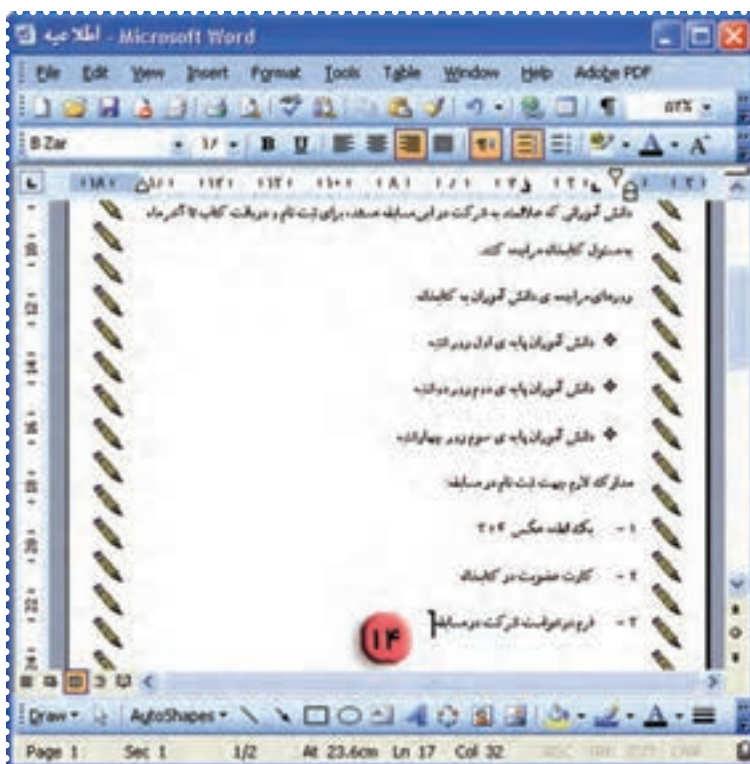 اطلاعیه - Microsoft Word
File Edit View Insert Format Tools Table Window Help Adobe PDF
۵۲%
B Zar ۱۶ B U
دانش آموزانی که علاقمند به شرکت در این مسابقه هستند، برای ثبت نام و دریافت کتاب تا آخر ماه
به مسئول کتابخانه مراجعه کنند.
روزهای مراجعه ی دانش آموزان به کتابخانه
❖ دانش آموزان پایه ی اول روز شنبه
❖ دانش آموزان پایه ی دوم روز دوشنبه
❖ دانش آموزان پایه ی سوم روز چهارشنبه
مدارک لازم جهت ثبت نام در مسابقه:
۱ - یک قطعه عکس ۴*۳
۲ - کارت عضویت در کتابخانه
۳ - فرم درخواست شرکت در مسابقه
۱۴
Draw AutoShapes
Page 1 Sec 1 1/2 At 23.6cm Ln 17 Col 32